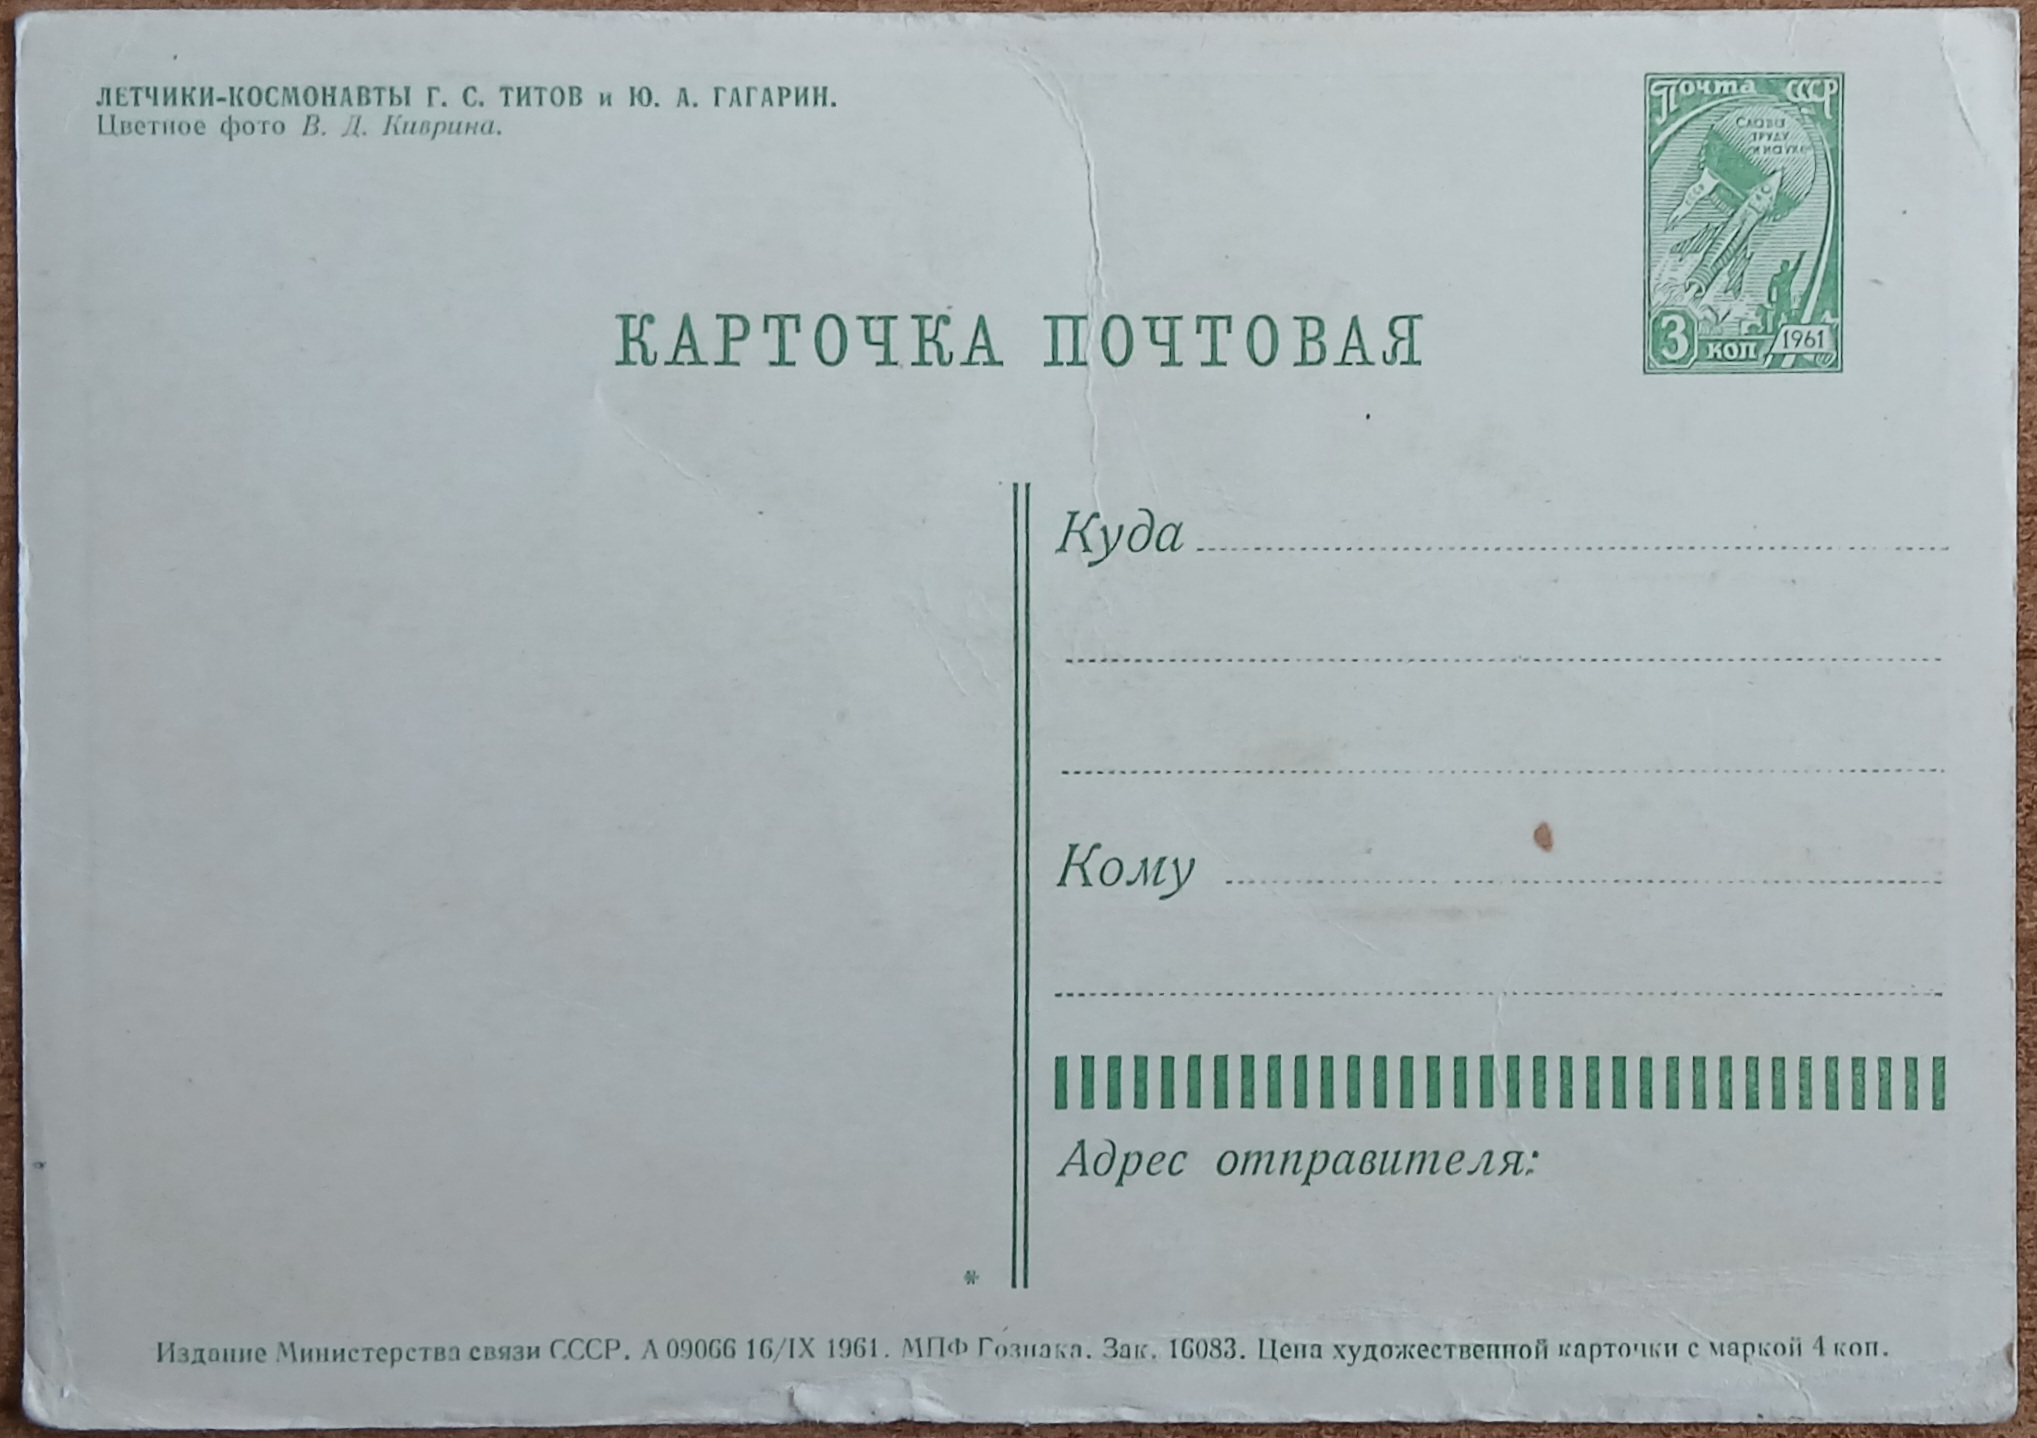 ЛЕТЧИКИ-КОСМОНАВТЫ Г. С. ТИТОВ и Ю. А. ГАГАРИН.
Цветное фото В. Д. Киврина.
Почта СССР
СЛАВА
ТРУДУ
И НАУКЕ
3 КОП 1961
КАРТОЧКА ПОЧТОВАЯ
Куда
Кому
Адрес отправителя:
*
Издание Министерства связи СССР. А 09066 16/IX 1961. МПФ Гознака. Зак. 16083. Цена художественной карточки с маркой 4 коп.